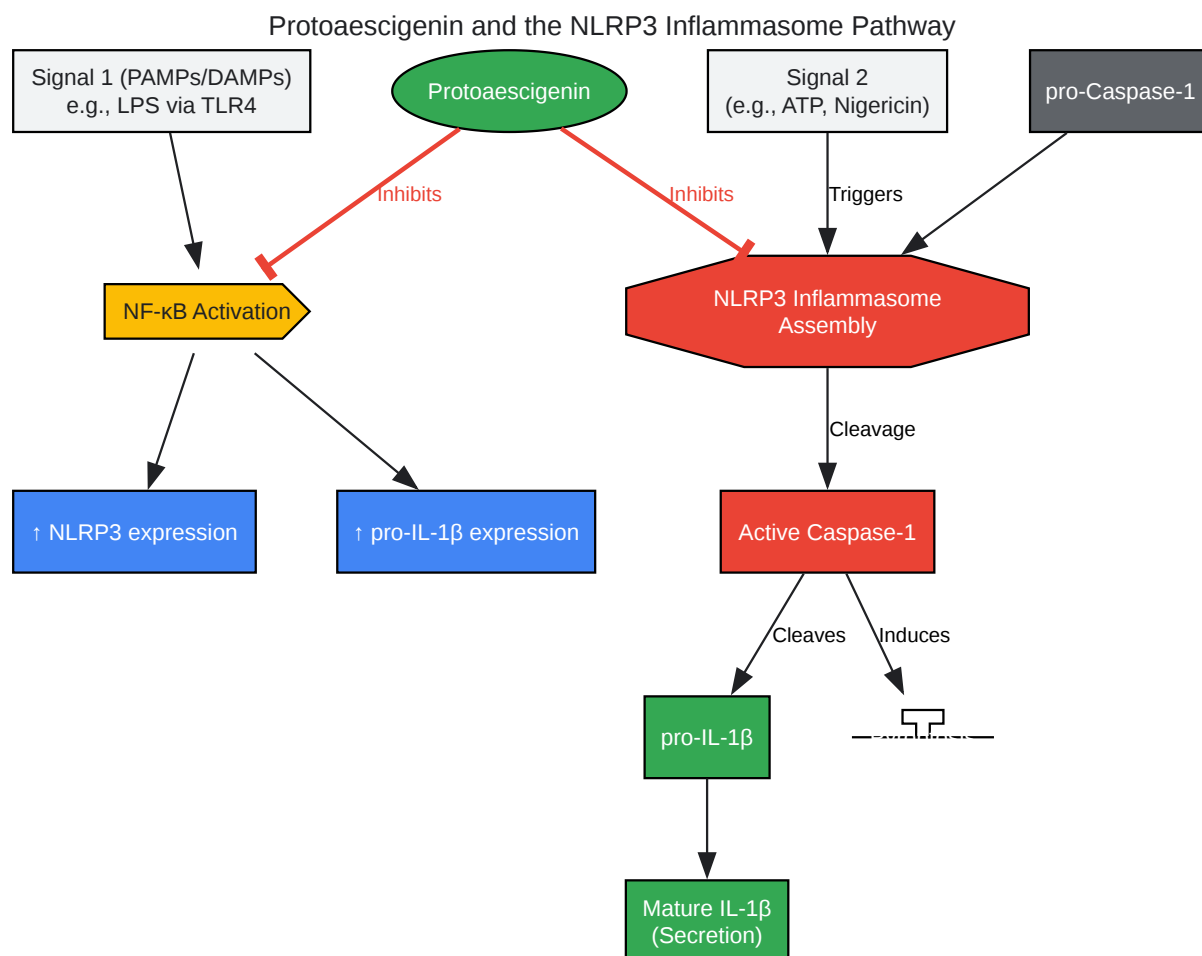 Protoaescigenin and the NLRP3 Inflammasome Pathway
Signal 1 (PAMPs/DAMPs)
e.g., LPS via TLR4
Protoaescigenin
Signal 2
(e.g., ATP, Nigericin)
pro-Caspase-1
Inhibits
Inhibits
Triggers
NF-κB Activation
NLRP3 Inflammasome
Assembly
Cleavage
↑ NLRP3 expression
↑ pro-IL-1β expression
Active Caspase-1
Cleaves
Induces
pro-IL-1β
Mature IL-1β
(Secretion)